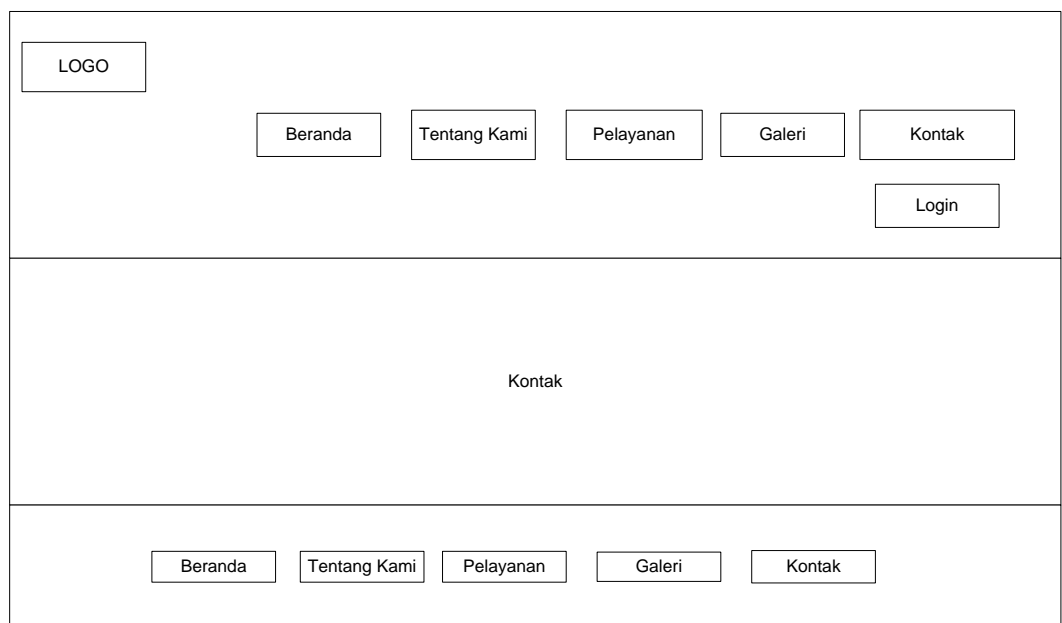 LOGO
Beranda
Tentang Kami
Pelayanan
Galeri
Kontak
Login
Kontak
Beranda
Tentang Kami
Pelayanan
Galeri
Kontak